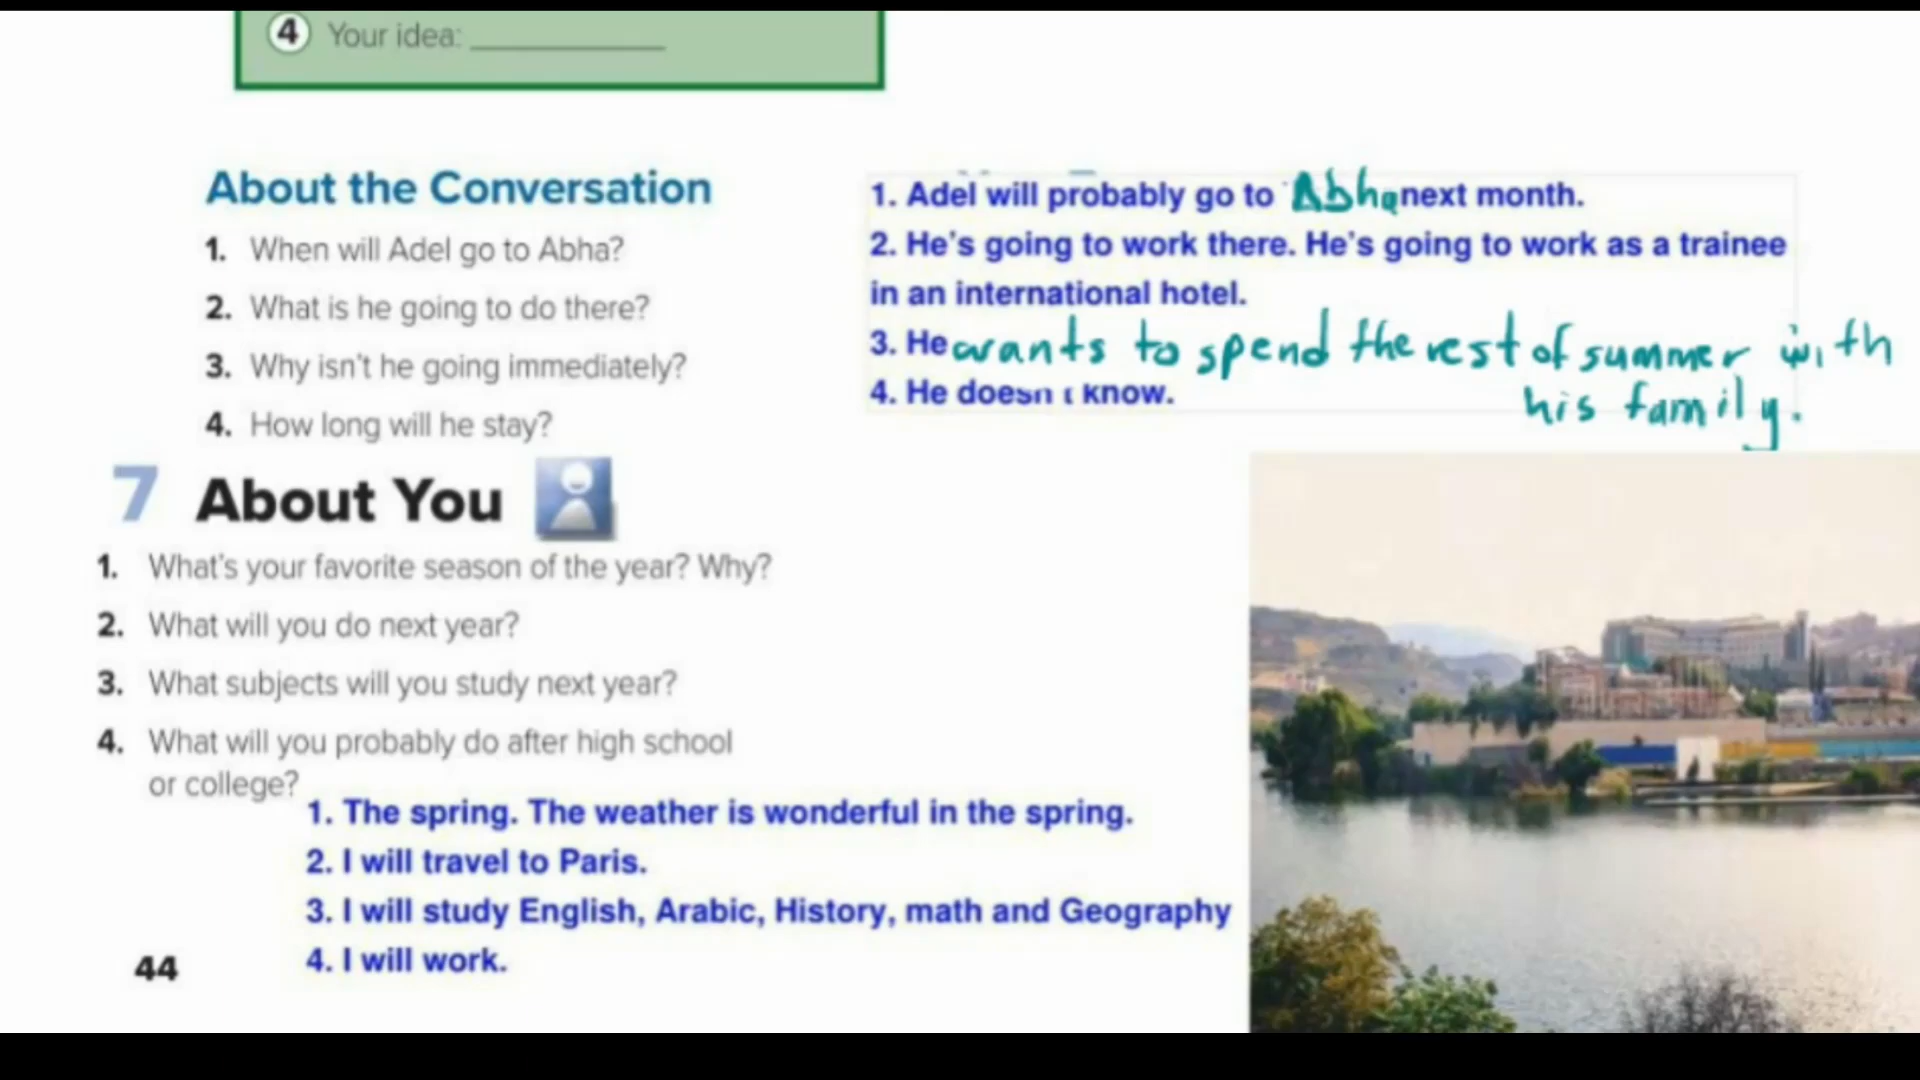 4 Your idea: ____________
About the Conversation
1. When will Adel go to Abha?
2. What is he going to do there?
3. Why isn't he going immediately?
4. How long will he stay?
1. Adel will probably go to Abha next month.
2. He's going to work there. He's going to work as a trainee
in an international hotel.
3. He wants to spend the rest of summer with
his family.
4. He doesn't know.
7 About You
1. What's your favorite season of the year? Why?
2. What will you do next year?
3. What subjects will you study next year?
4. What will you probably do after high school
or college?
1. The spring. The weather is wonderful in the spring.
2. I will travel to Paris.
3. I will study English, Arabic, History, math and Geography
4. I will work.
44